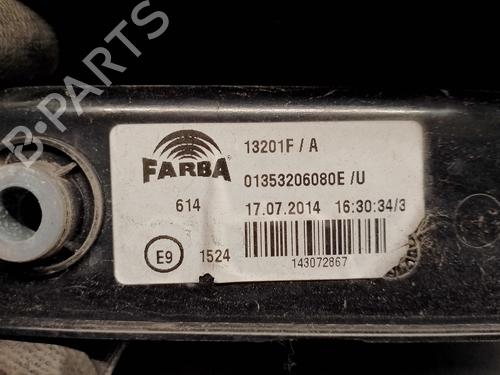 B-PARTS
FARBA
13201F / A
01353206080E /U
614 17.07.2014 16:30:34/3
E9 1524
143072867